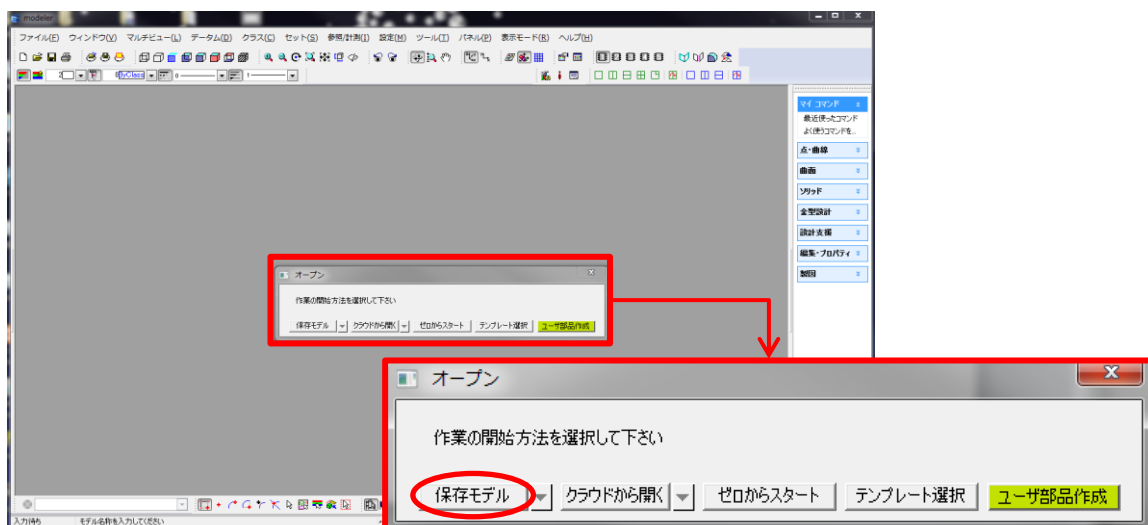 modeler
ファイル(F) ウィンドウ(V) マルチビュー(L) データム(D) クラス(C) セット(S) 参照/計測(I) 設定(M) ツール(T) パネル(P) 表示モード(R) ヘルプ(H)
マイ コマンド
最近使ったコマンド
よく使うコマンドを...
点・曲線
曲面
ソリッド
金型設計
設計支援
編集・プロパティ
製図
オープン
作業の開始方法を選択して下さい
保存モデル クラウドから開く ゼロからスタート テンプレート選択 ユーザ部品作成
オープン
作業の開始方法を選択して下さい
保存モデル クラウドから開く ゼロからスタート テンプレート選択 ユーザ部品作成
入力待ち モデル名称を入力してください